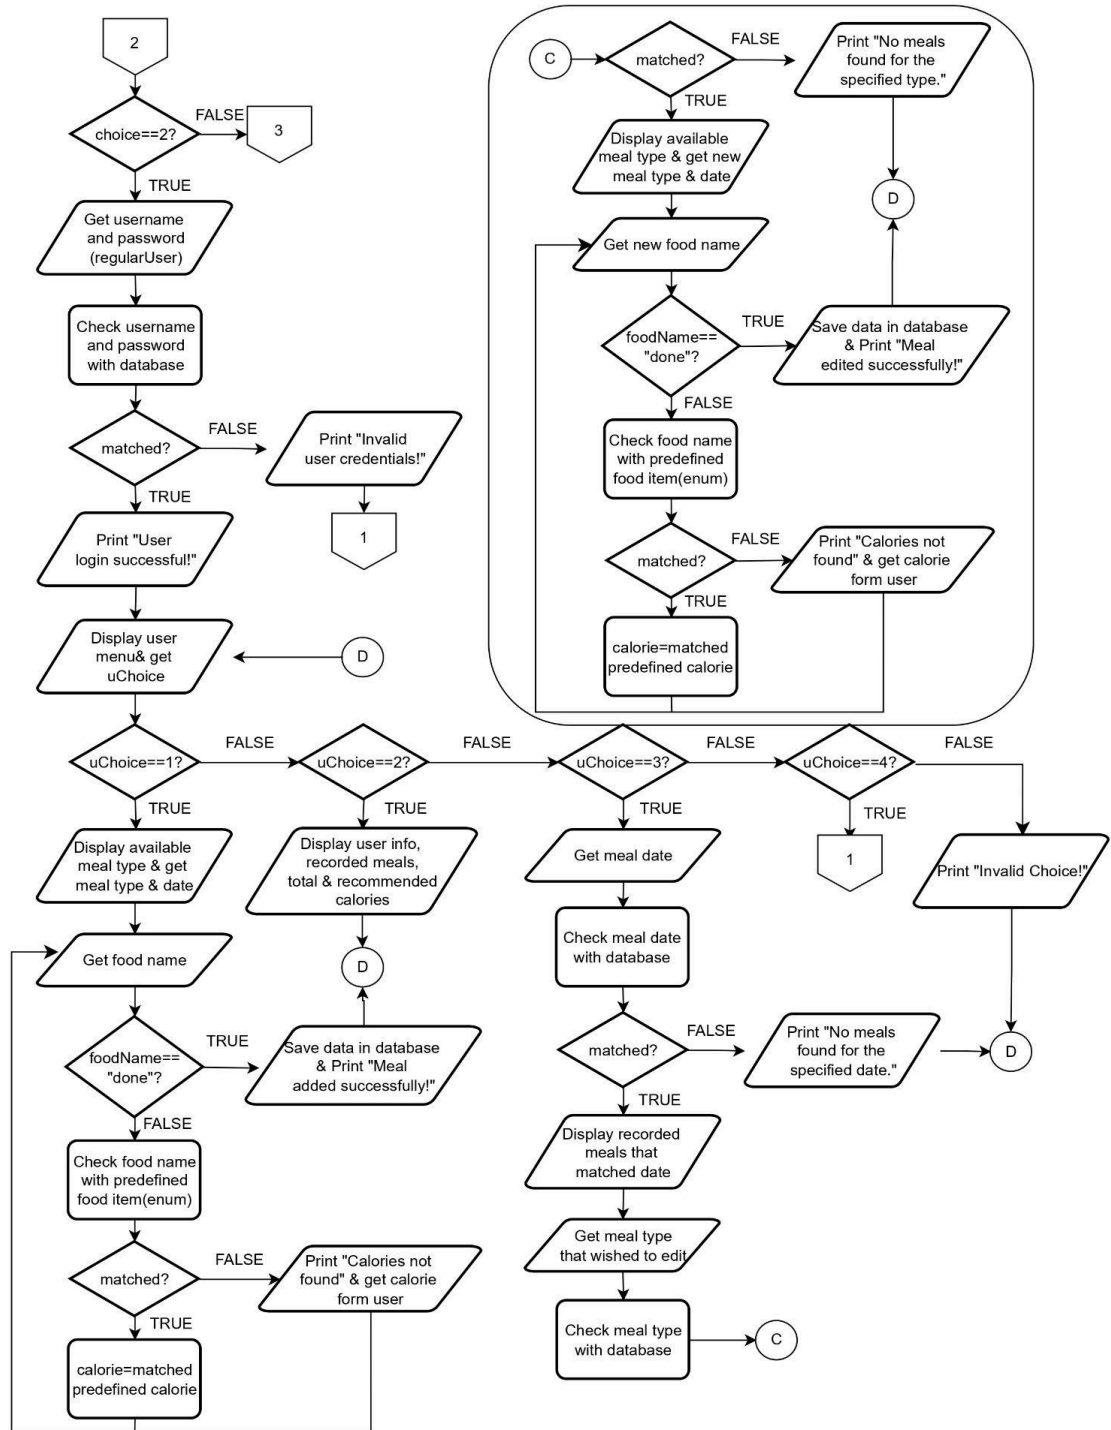 2
choice==2?
FALSE
3
TRUE
Get username
and password
(regularUser)
Check username
and password
with database
matched?
FALSE
Print "Invalid
user credentials!"
1
TRUE
Print "User
login successful!"
Display user
menu& get
uChoice
D
C
matched?
FALSE
Print "No meals
found for the
specified type."
D
TRUE
Display available
meal type & get new
meal type & date
Get new food name
foodName==
"done"?
TRUE
Save data in database
& Print "Meal
edited successfully!"
FALSE
Check food name
with predefined
food item(enum)
matched?
FALSE
Print "Calories not
found" & get calorie
form user
TRUE
calorie=matched
predefined calorie
uChoice==1?
FALSE
uChoice==2?
FALSE
uChoice==3?
FALSE
uChoice==4?
FALSE
TRUE
Display available
meal type & get
meal type & date
Get food name
foodName==
"done"?
TRUE
Save data in database
& Print "Meal
added successfully!"
FALSE
Check food name
with predefined
food item(enum)
matched?
FALSE
Print "Calories not
found" & get calorie
form user
TRUE
calorie=matched
predefined calorie
TRUE
Display user info,
recorded meals,
total & recommended
calories
D
TRUE
Get meal date
Check meal date
with database
matched?
FALSE
Print "No meals
found for the
specified date."
D
TRUE
Display recorded
meals that
matched date
Get meal type
that wished to edit
Check meal type
with database
C
TRUE
1
Print "Invalid Choice!"